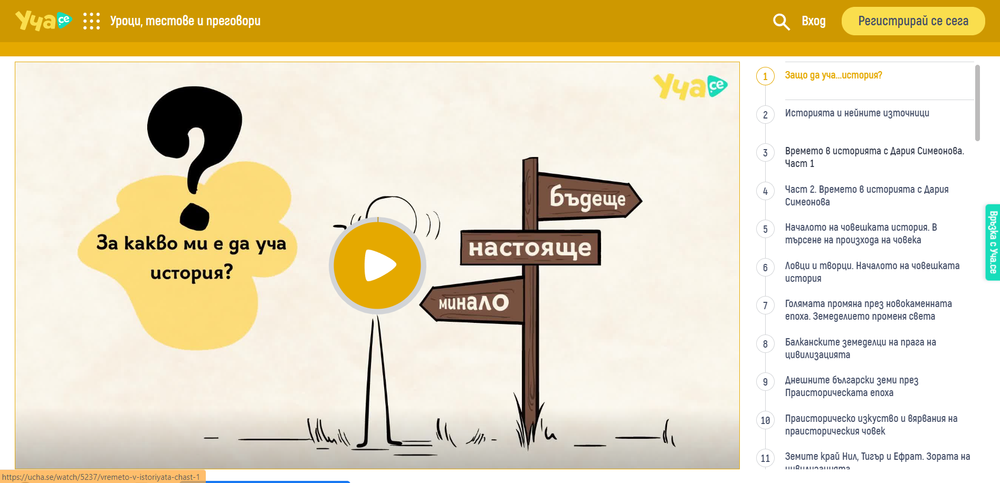 Уча.се
Уроци, тестове и преговори
Вход
Регистрирай се сега
Уча.се
?
За какво ми е да уча
история?
бъдеще
настояще
минало
1
Защо да уча...история?
2
Историята и нейните източници
3
Времето в историята с Дария Симеонова.
Част 1
4
Част 2. Времето в историята с Дария
Симеонова
5
Началото на човешката история. В
търсене на произхода на човека
6
Ловци и творци. Началото на човешката
история
7
Голямата промяна през новокаменната
епоха. Земеделието променя света
8
Балканските земеделци на прага на
цивилизацията
9
Днешните български земи през
Праисторическата епоха
10
Праисторическо изкуство и вярвания на
праисторическия човек
11
Земите край Нил, Тигър и Ефрат. Зората на
цивилизацията
Връзка с Уча.се
https://ucha.se/watch/5237/vremeto-v-istoriyata-chast-1